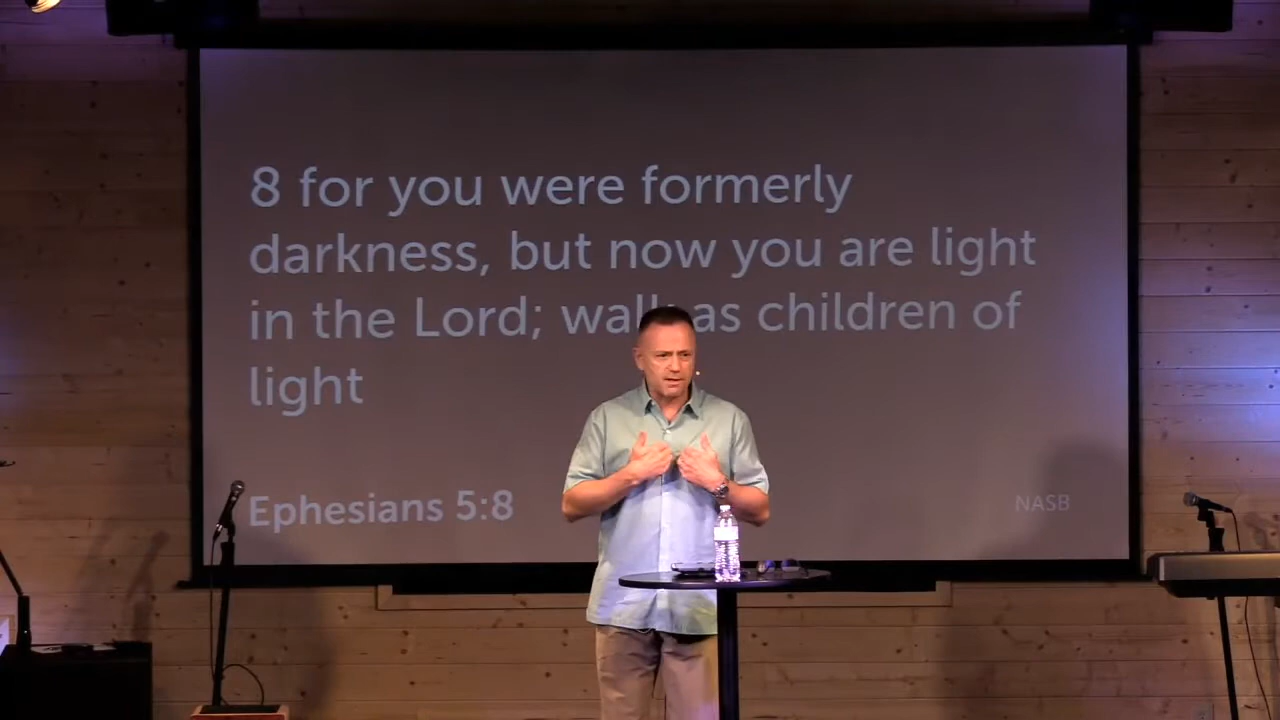 8 for you were formerly
darkness, but now you are light
in the Lord; walk as children of
light
Ephesians 5:8
NASB